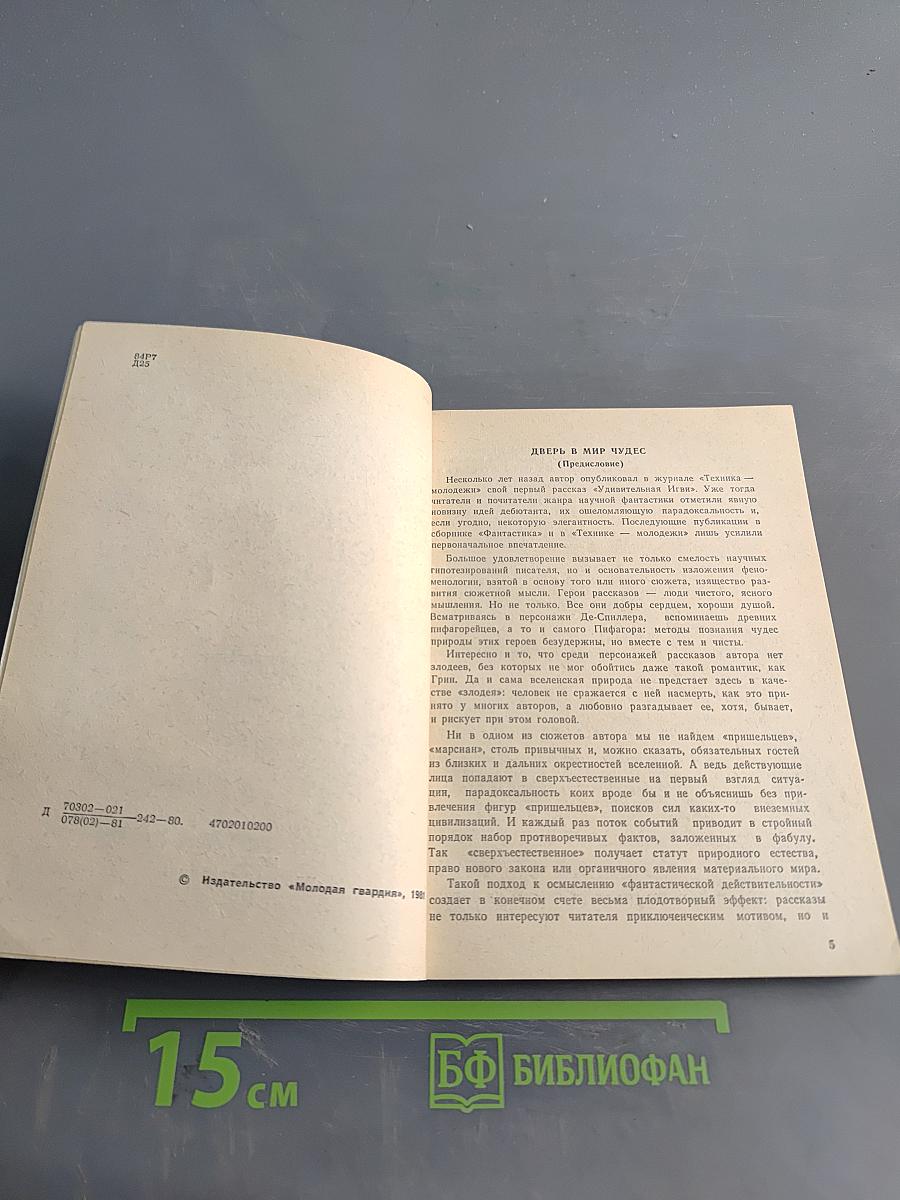 84Р7
Д25
Д 70302—021
078(02)—81 —242—80. 4702010200
© Издательство «Молодая гвардия», 1981
ДВЕРЬ В МИР ЧУДЕС
(Предисловие)
Несколько лет назад автор опубликовал в журнале «Техника —
молодежи» свой первый рассказ «Удивительная Игви». Уже тогда
читатели и почитатели жанра научной фантастики отметили явную
новизну идей дебютанта, их ошеломляющую парадоксальность и,
если угодно, некоторую элегантность. Последующие публикации в
сборнике «Фантастика» и в «Технике — молодежи» лишь усилили
первоначальное впечатление.
Большое удовлетворение вызывает не только смелость научных
гипотезирований писателя, но и основательность изложения фено-
менологии, взятой в основу того или иного сюжета, изящество раз-
вития сюжетной мысли. Герои рассказов — люди чистого, ясного
мышления. Но не только. Все они добры сердцем, хороши душой.
Всматриваясь в персонажи Де-Спиллера, вспоминаешь древних
пифагорейцев, а то и самого Пифагора: методы познания чудес
природы этих героев безудержны, но вместе с тем и чисты.
Интересно и то, что среди персонажей рассказов автора нет
злодеев, без которых не мог обойтись даже такой романтик, как
Грин. Да и сама вселенская природа не предстает здесь в каче-
стве «злодея»: человек не сражается с ней насмерть, как это при-
нято у многих авторов, а любовно разгадывает ее, хотя, бывает,
и рискует при этом головой.
Ни в одном из сюжетов автора мы не найдем «пришельцев»,
«марсиан», столь привычных и, можно сказать, обязательных гостей
из близких и дальних окрестностей вселенной. А ведь действующие
лица попадают в сверхъестественные на первый взгляд ситуа-
ции, парадоксальность коих вроде бы и не объяснишь без при-
влечения фигур «пришельцев», поисков сил каких-то внеземных
цивилизаций. И каждый раз поток событий приводит в стройный
порядок набор противоречивых фактов, заложенных в фабулу.
Так «сверхъестественное» получает статут природного естества,
право нового закона или органичного явления материального мира.
Такой подход к осмыслению «фантастической действительности»
создает в конечном счете весьма плодотворный эффект: рассказы
не только интересуют читателя приключенческим мотивом, но и
5
15 см
БФ БИБЛИОФАН